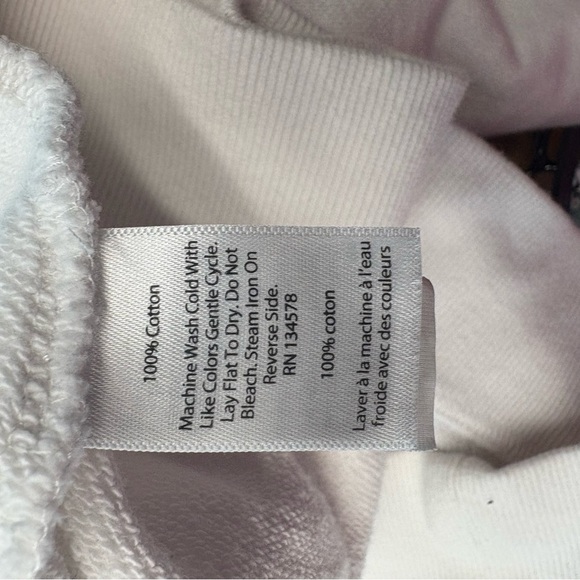 100% Cotton
Machine Wash Cold With
Like Colors Gentle Cycle.
Lay Flat To Dry. Do Not
Bleach. Steam Iron On
Reverse Side.
RN 134578
100% coton
Laver à la machine à l'eau
froide avec des couleurs